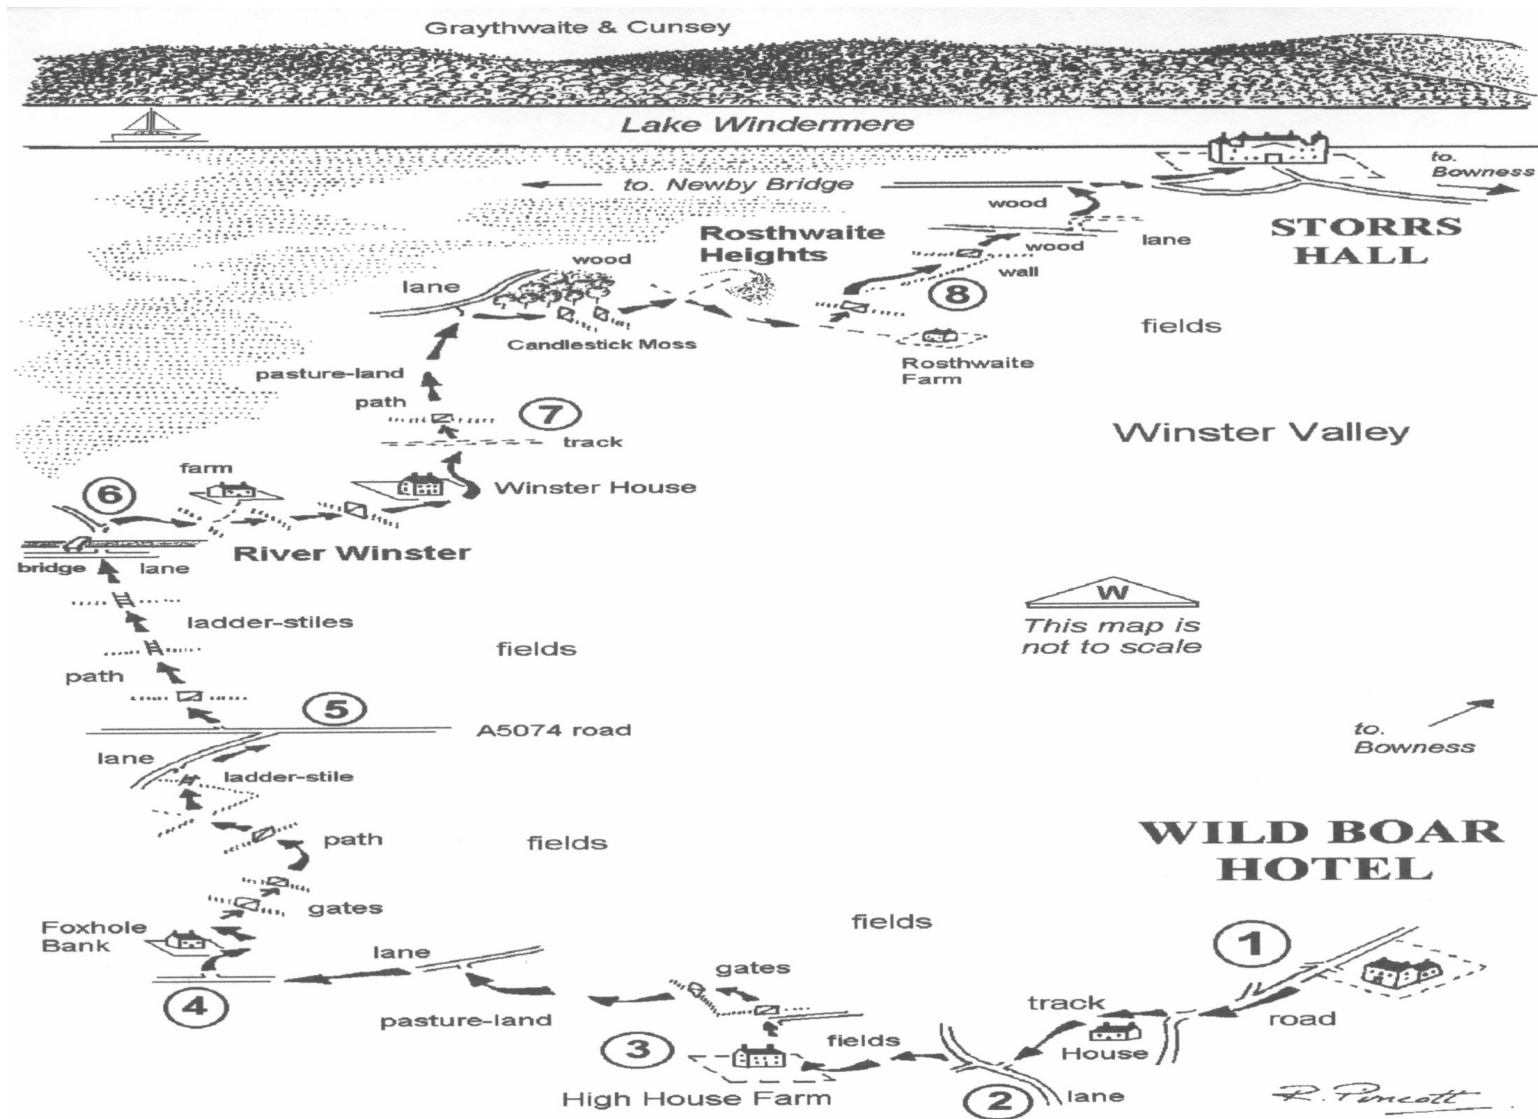 Graythwaite & Cunsey
Lake Windermere
to. Newby Bridge
to.
Bowness
wood
STORRS
HALL
Rosthwaite
Heights
wood
lane
wood
lane
wall
8
fields
Candlestick Moss
Rosthwaite
Farm
pasture-land
path
7
track
Winster Valley
farm
6
Winster House
River Winster
bridge
lane
W
This map is
not to scale
ladder-stiles
fields
path
5
A5074 road
to.
Bowness
lane
ladder-stile
path
fields
WILD BOAR
HOTEL
gates
Foxhole
Bank
fields
1
lane
gates
4
pasture-land
track
road
3
fields
House
High House Farm
2
lane
R. Pincott